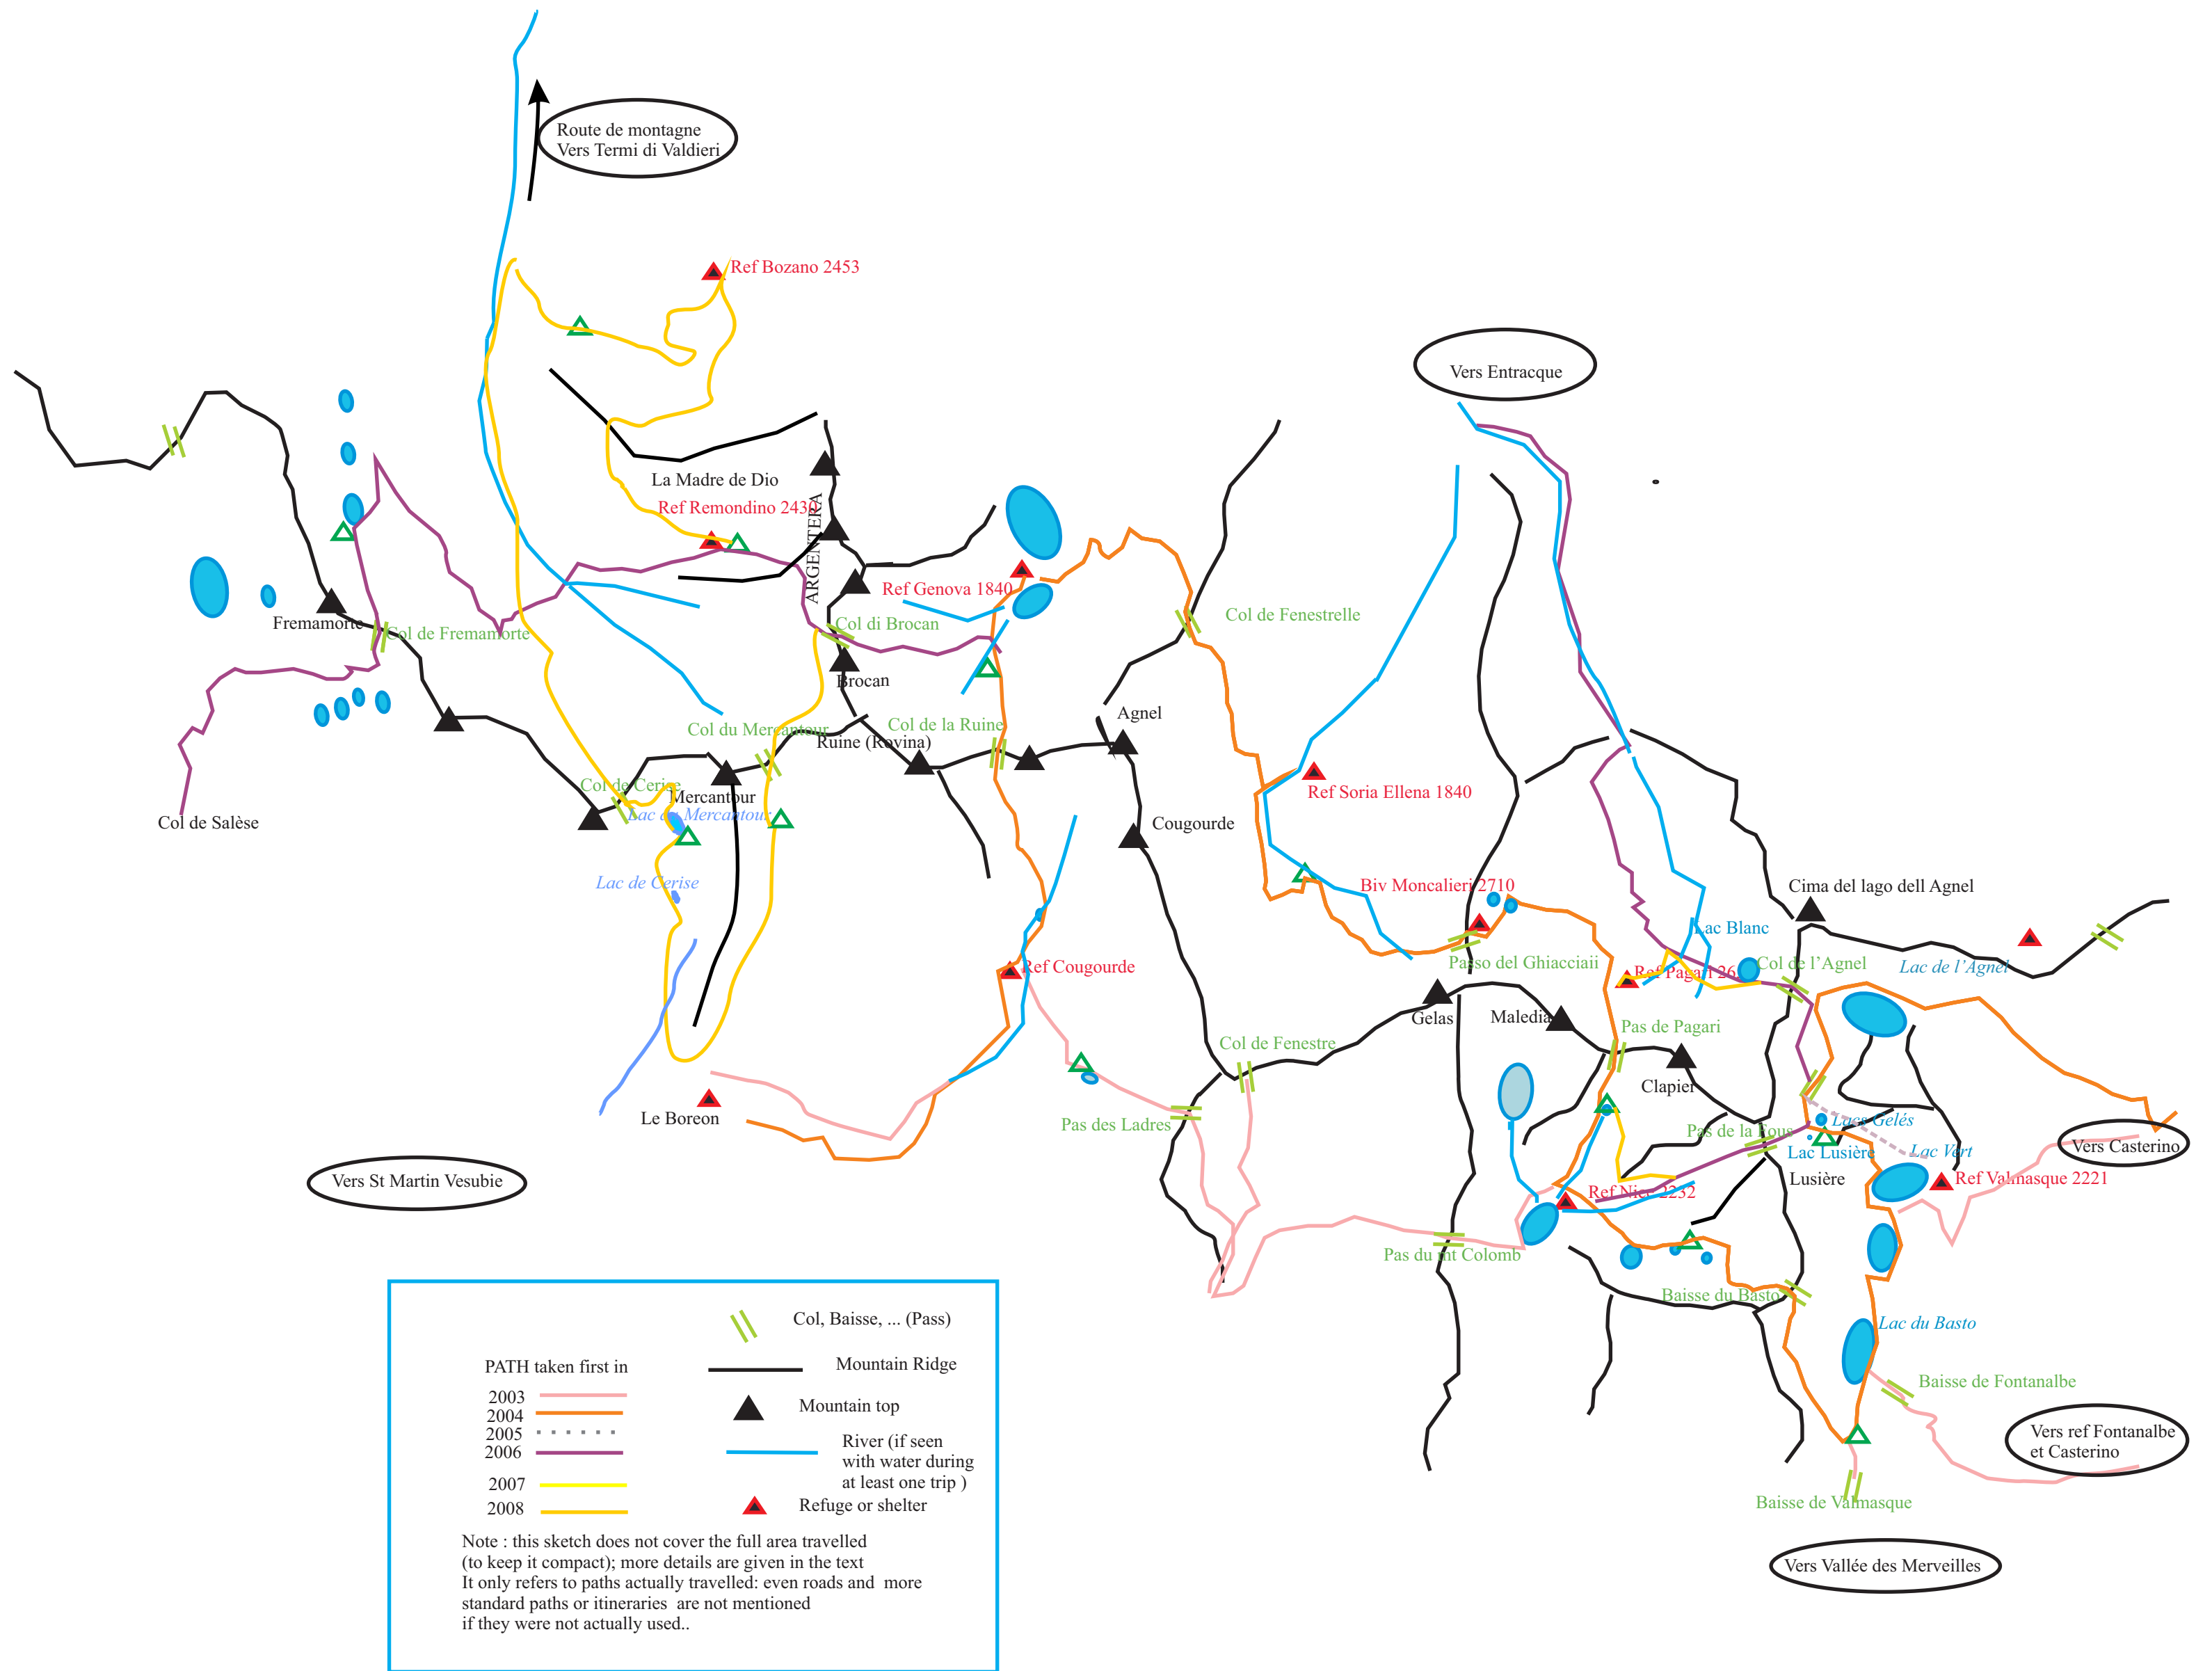 Route de montagne
Vers Termi di Valdieri
Ref Bozano 2453
Vers Entracque
La Madre de Dio
Ref Remondino 2430
ARGENTERA
Ref Genova 1840
Col de Fenestrelle
Fremamorte
Col de Fremamorte
Col di Brocan
Brocan
Agnel
Col du Mercantour
Col de la Ruine
Ruine (Rovina)
Col de Cerise
Mercantour
Lac du Mercantour
Ref Soria Ellena 1840
Col de Salèse
Cougourde
Lac de Cerise
Biv Moncalieri 2710
Cima del lago dell Agnel
Lac Blanc
Ref Cougourde
Passo del Ghiacciaii
Ref Pagari 26
Col de l'Agnel
Lac de l'Agnel
Gelas
Maledia
Pas de Pagari
Col de Fenestre
Clapier
Le Boreon
Pas des Ladres
Pas de la Fous
Lacs Gelés
Lac Lusière
Lac Vert
Vers Casterino
Vers St Martin Vesubie
Lusière
Ref Valmasque 2221
Ref Nice 2232
Pas du mt Colomb
Baisse du Basto
Lac du Basto
Baisse de Fontanalbe
Vers ref Fontanalbe
et Casterino
Baisse de Valmasque
Vers Vallée des Merveilles
Col, Baisse, ... (Pass)
PATH taken first in
Mountain Ridge
2003
2004
2005
2006
2007
2008
Mountain top
River (if seen
with water during
at least one trip )
Refuge or shelter
Note : this sketch does not cover the full area travelled
(to keep it compact); more details are given in the text
It only refers to paths actually travelled: even roads and more
standard paths or itineraries are not mentioned
if they were not actually used..